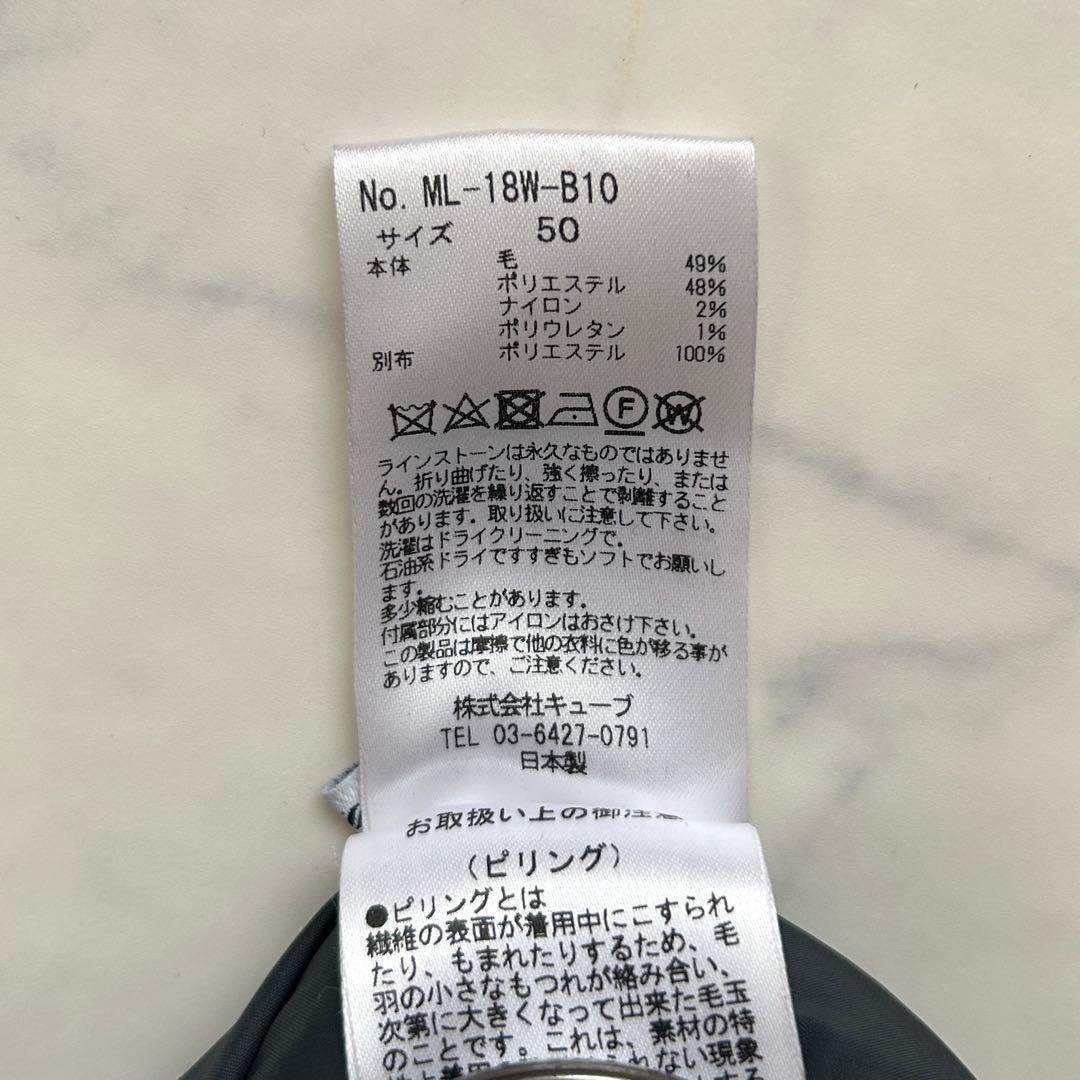 No. ML-18W-B10
サイズ 50
本体 毛 49%
ポリエステル 48%
ナイロン 2%
ポリウレタン 1%
別布 ポリエステル 100%
F W
ラインストーンは永久なものではありませ
ん。折り曲げたり、強く擦ったり、または
数回の洗濯を繰り返すことで剥離すること
があります。取り扱いに注意して下さい。
洗濯はドライクリーニングで。
石油系ドライですすぎもソフトでお願いし
ます。
多少縮むことがあります。
付属部分にはアイロンはおさけ下さい。
この製品は摩擦で他の衣料に色が移る事が
ありますので、ご注意ください。
株式会社キューブ
TEL 03-6427-0791
日本製
お取扱い上の御注意
(ピリング)
●ピリングとは
繊維の表面が着用中にこすられ
たり、もまれたりするため、毛
羽の小さなもつれが絡み合い、
次第に大きくなって出来た毛玉
のことです。これは、素材の特
れない現象